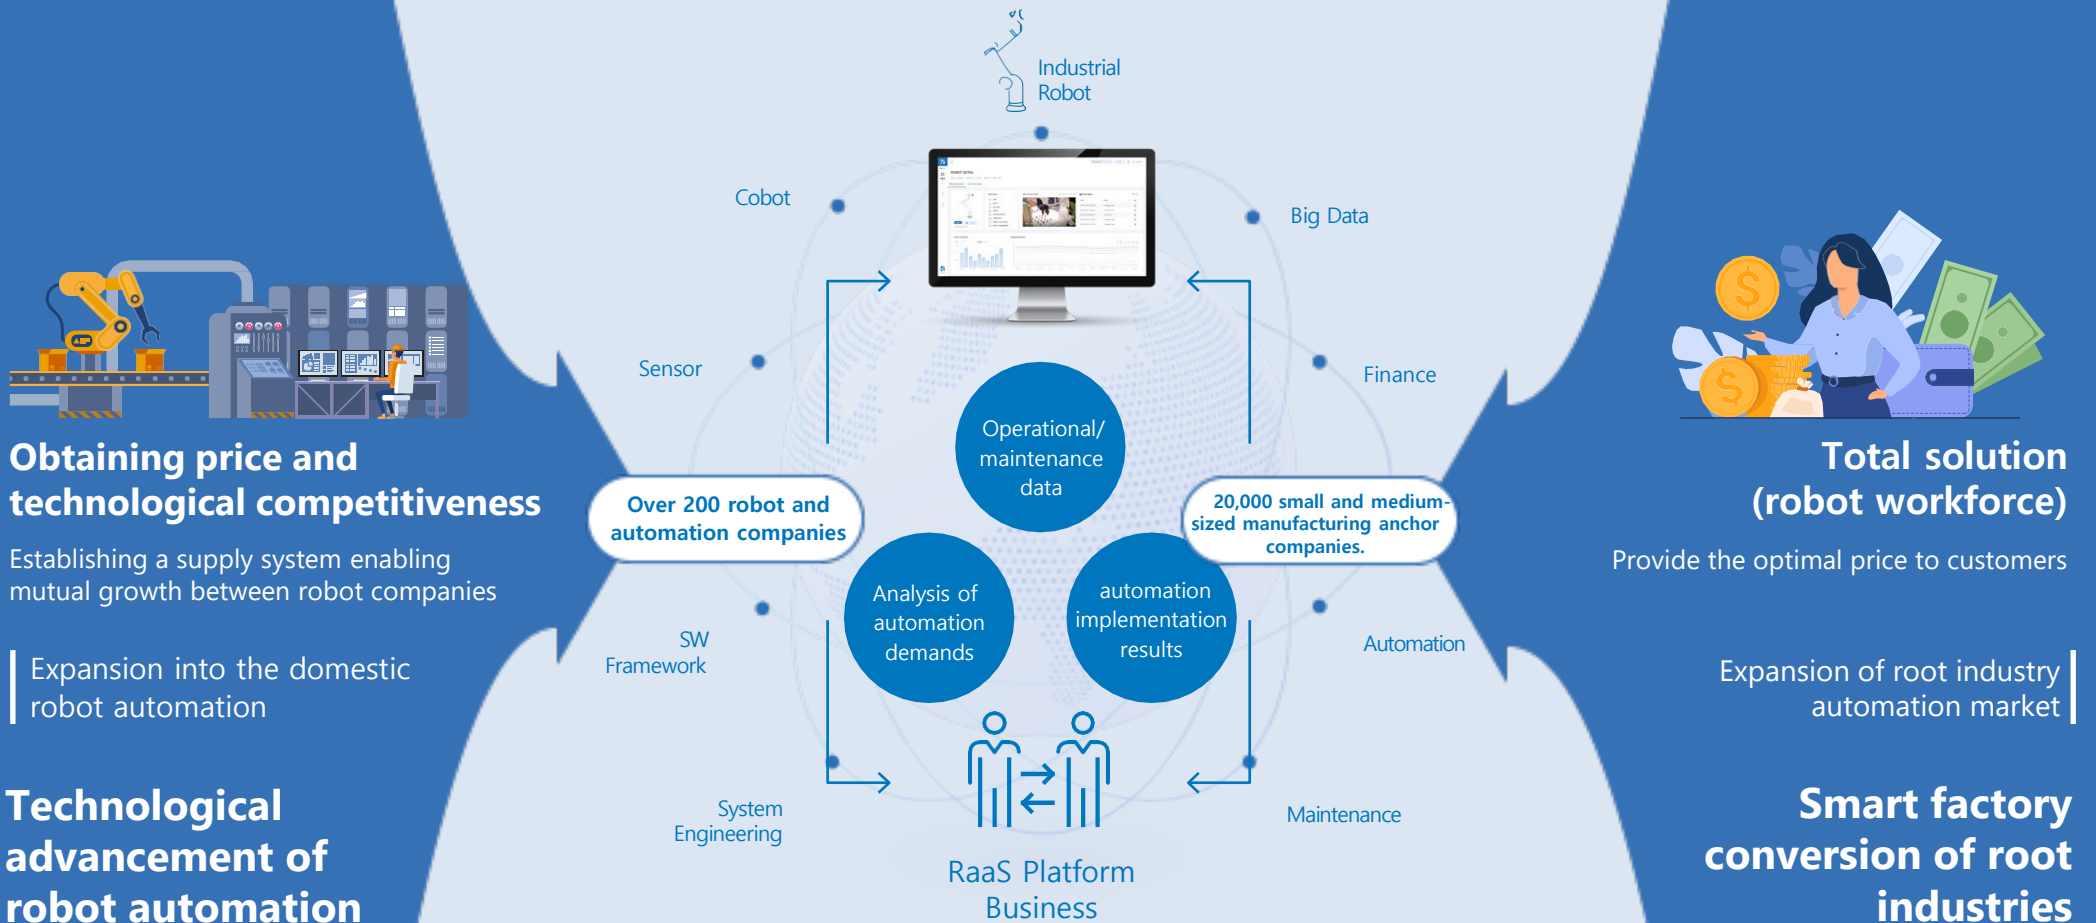 Industrial
Robot
Cobot
Big Data
ROBOT DETAIL
Sensor
Finance
Operational/
maintenance
data
Obtaining price and
technological competitiveness
Establishing a supply system enabling
mutual growth between robot companies
Expansion into the domestic
robot automation
Technological
advancement of
robot automation
Over 200 robot and
automation companies
20,000 small and medium-
sized manufacturing anchor
companies.
Analysis of
automation
demands
automation
implementation
results
SW
Framework
Automation
System
Engineering
Maintenance
RaaS Platform
Business
Total solution
(robot workforce)
Provide the optimal price to customers
Expansion of root industry
automation market
Smart factory
conversion of root
industries